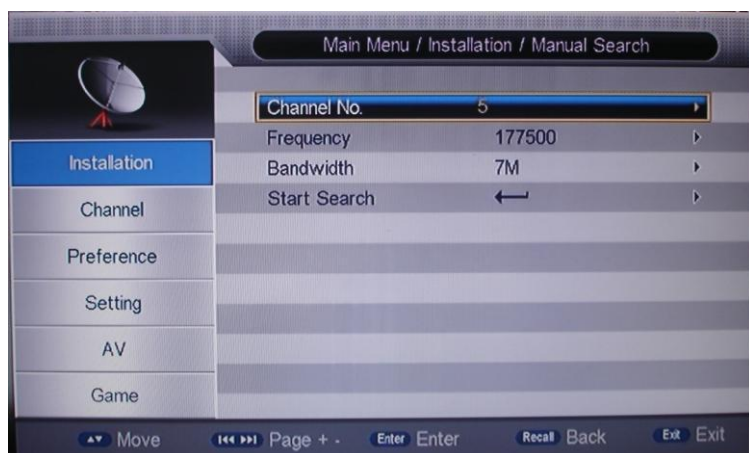 Main Menu / Installation / Manual Search
Channel No. 5
Frequency 177500
Bandwidth 7M
Start Search
Installation
Channel
Preference
Setting
AV
Game
Move Page + - Enter Enter Recall Back Exit Exit